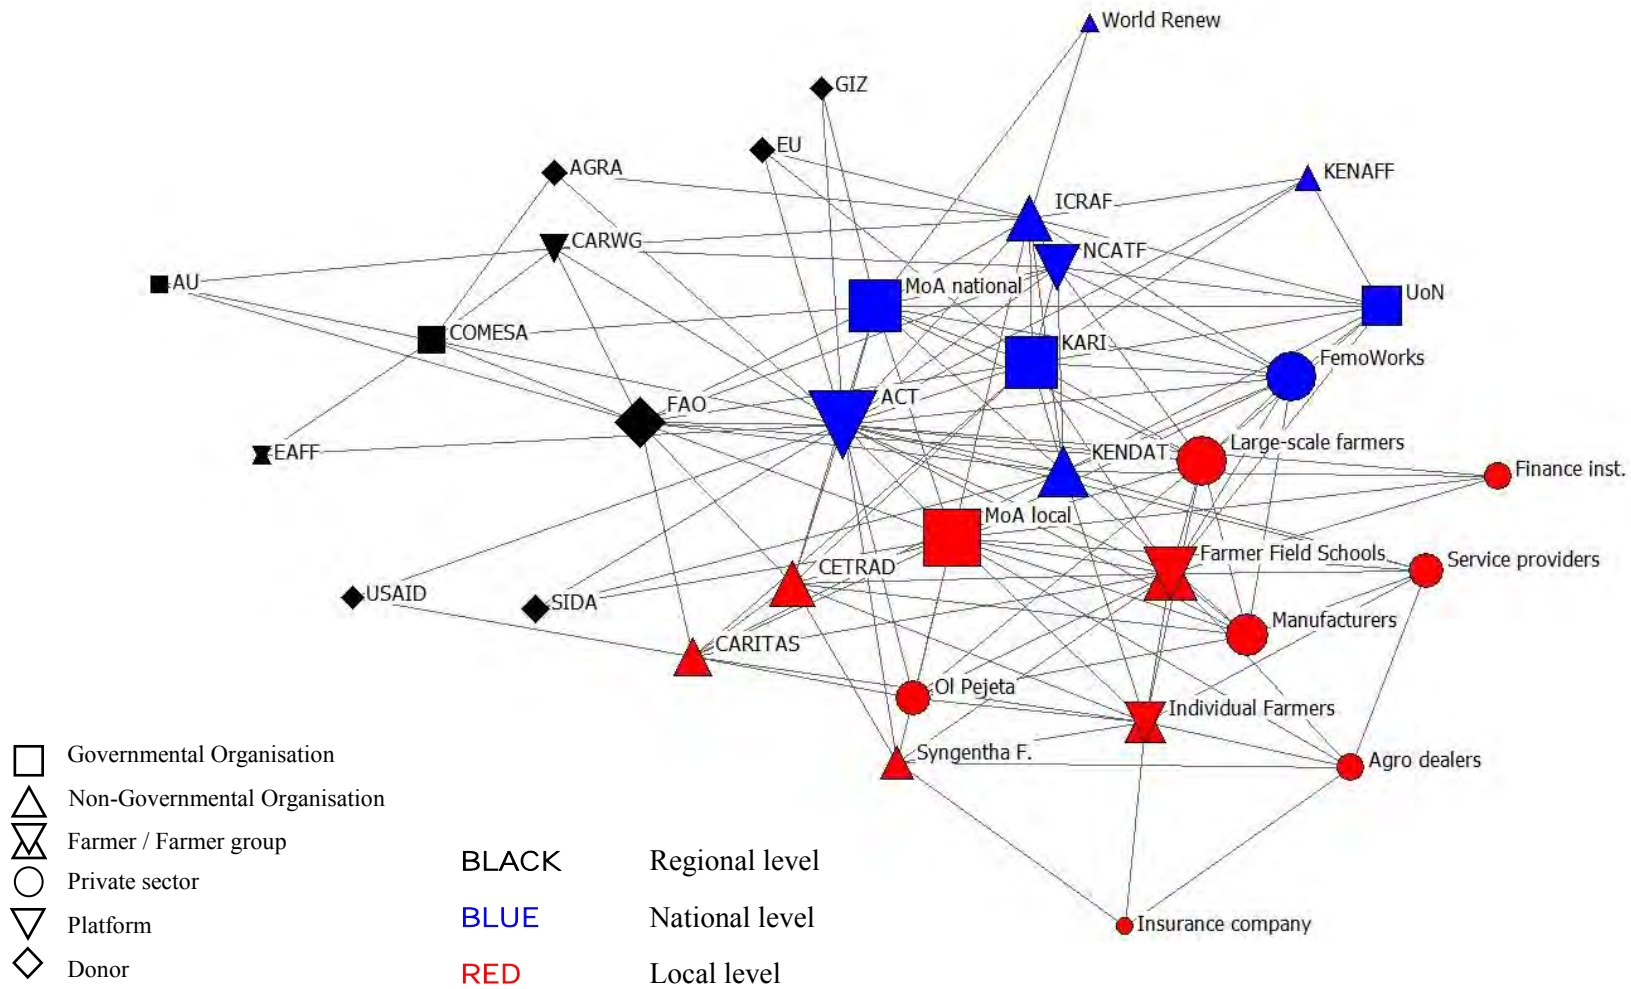 World Renew
GIZ
EU
AGRA
KENAFF
ICRAF
CARWG
NCATF
AU
MoA national
UoN
COMESA
KARI
FemoWorks
ACT
FAO
Large-scale farmers
EAFF
KENDAT
Finance inst.
MoA local
Farmer Field Schools
Service providers
CETRAD
USAID
SIDA
Manufacturers
CARITAS
Ol Pejeta
Individual Farmers
Syngentha F.
Agro dealers
Insurance company
Governmental Organisation
Non-Governmental Organisation
Farmer / Farmer group
Private sector
Platform
Donor
BLACK Regional level
BLUE National level
RED Local level